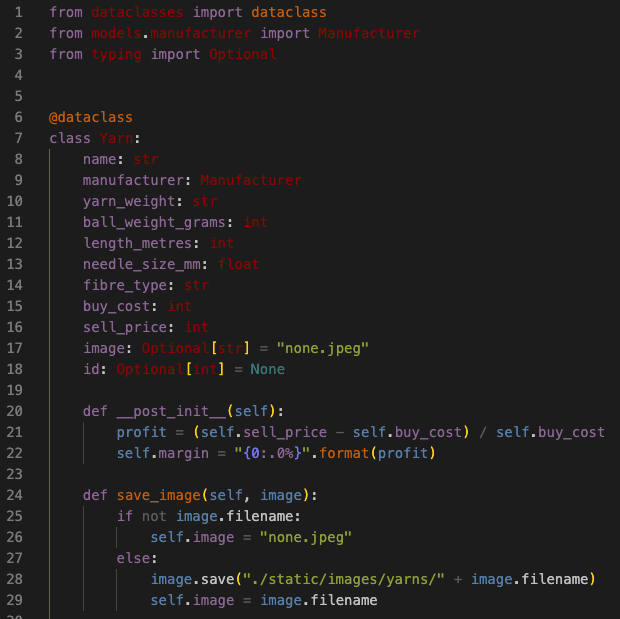 1 from dataclasses import dataclass
2 from models.manufacturer import Manufacturer
3 from typing import Optional
4
5
6 @dataclass
7 class Yarn:
8     name: str
9     manufacturer: Manufacturer
10     yarn_weight: str
11     ball_weight_grams: int
12     length_metres: int
13     needle_size_mm: float
14     fibre_type: str
15     buy_cost: int
16     sell_price: int
17     image: Optional[str] = "none.jpeg"
18     id: Optional[int] = None
19
20     def __post_init__(self):
21         profit = (self.sell_price - self.buy_cost) / self.buy_cost
22         self.margin = "{0:.0%}".format(profit)
23
24     def save_image(self, image):
25         if not image.filename:
26             self.image = "none.jpeg"
27         else:
28             image.save("./static/images/yarns/" + image.filename)
29             self.image = image.filename